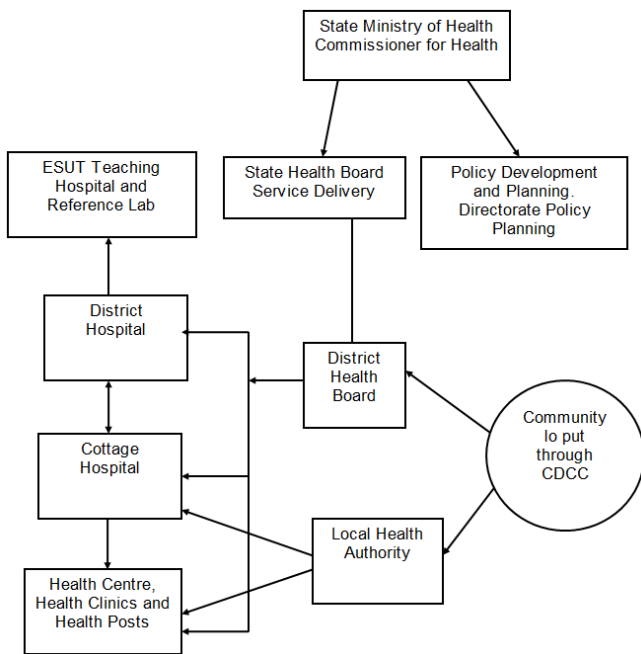 State Ministry of Health
Commissioner for Health
ESUT Teaching
Hospital and
Reference Lab
State Health Board
Service Delivery
Policy Development
and Planning.
Directorate Policy
Planning
District
Hospital
District
Health
Board
Community
Io put
through
CDCC
Cottage
Hospital
Local Health
Authority
Health Centre,
Health Clinics and
Health Posts